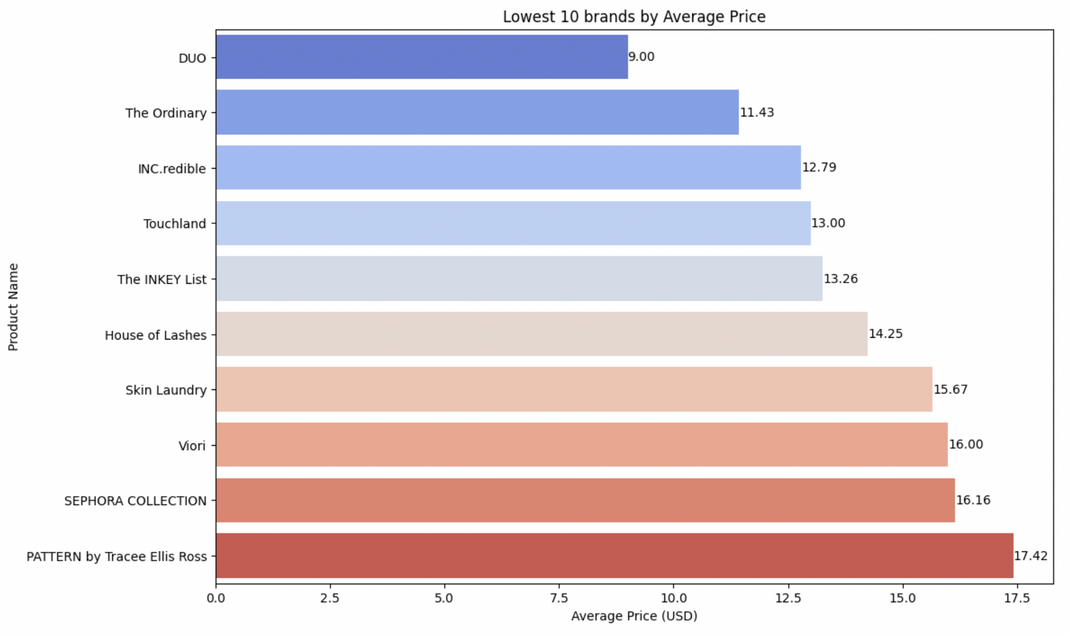 Lowest 10 brands by Average Price
DUO
9.00
The Ordinary
11.43
INC.redible
12.79
Touchland
13.00
The INKEY List
13.26
House of Lashes
14.25
Skin Laundry
15.67
Viori
16.00
SEPHORA COLLECTION
16.16
PATTERN by Tracee Ellis Ross
17.42
Product Name
0.0 2.5 5.0 7.5 10.0 12.5 15.0 17.5
Average Price (USD)